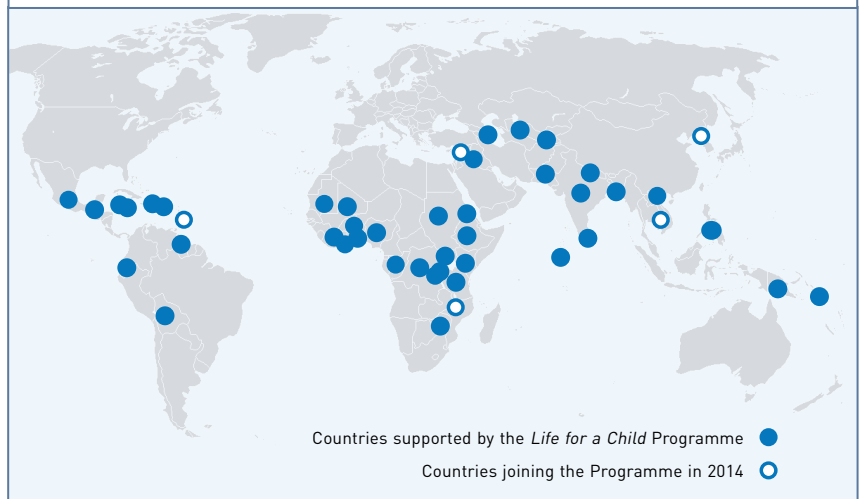 Countries supported by the Life for a Child Programme
Countries joining the Programme in 2014